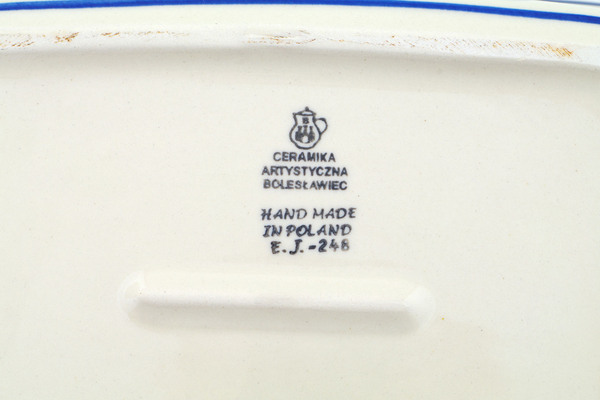 B
CERAMIKA
ARTYSTYCZNA
BOLESŁAWIEC
HAND MADE
IN POLAND
E.J.-248